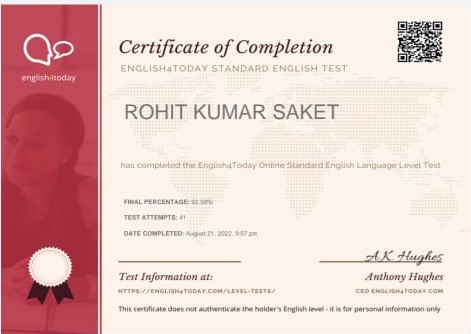 english4today
Certificate of Completion
ENGLISH4TODAY STANDARD ENGLISH TEST
ROHIT KUMAR SAKET
has completed the English4Today Online Standard English Language Level Test
FINAL PERCENTAGE: 92.59%
TEST ATTEMPTS: 41
DATE COMPLETED: August 21, 2022, 9:57 pm
A.K. Hughes
Test Information at:
Anthony Hughes
HTTPS://ENGLISH4TODAY.COM/LEVEL-TESTS/
CEO ENGLISH4TODAY.COM
This certificate does not authenticate the holder's English level - it is for personal information only